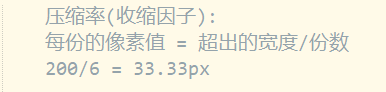 压缩率(收缩因子):
每份的像素值 = 超出的宽度/份数
200/6 = 33.33px